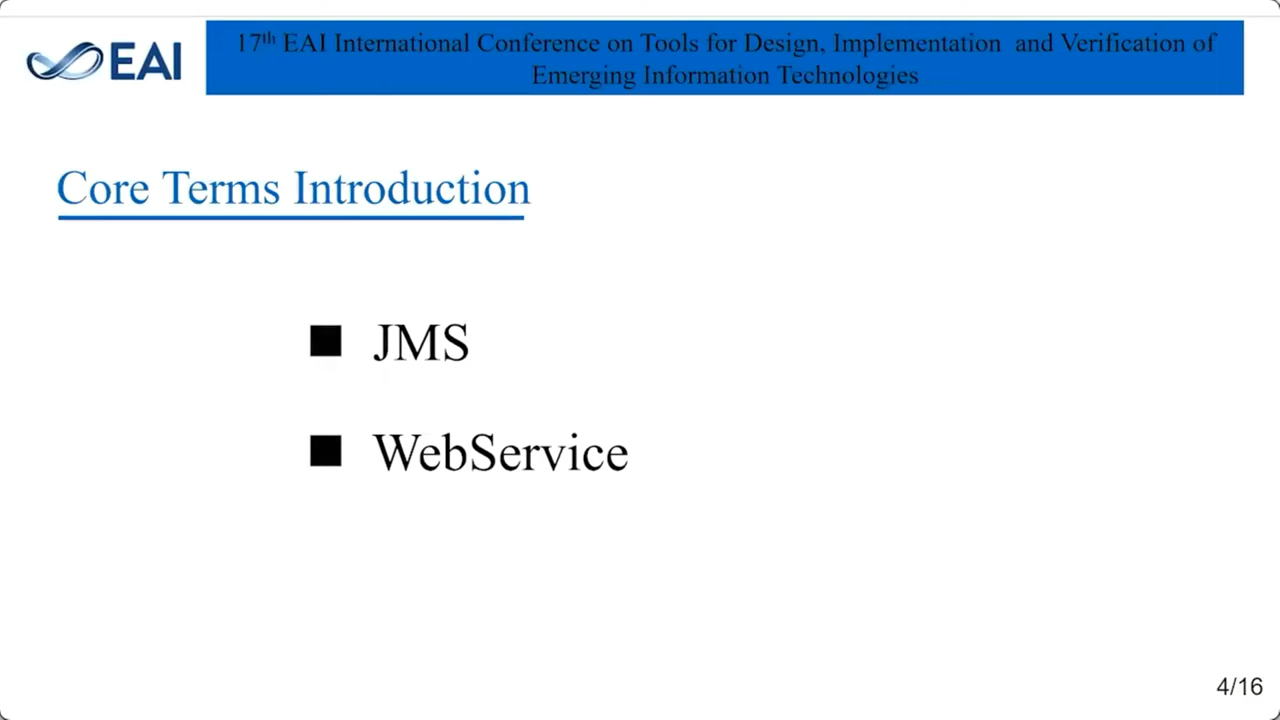 EAI
17th EAI International Conference on Tools for Design, Implementation and Verification of
Emerging Information Technologies
Core Terms Introduction
JMS
WebService
4/16